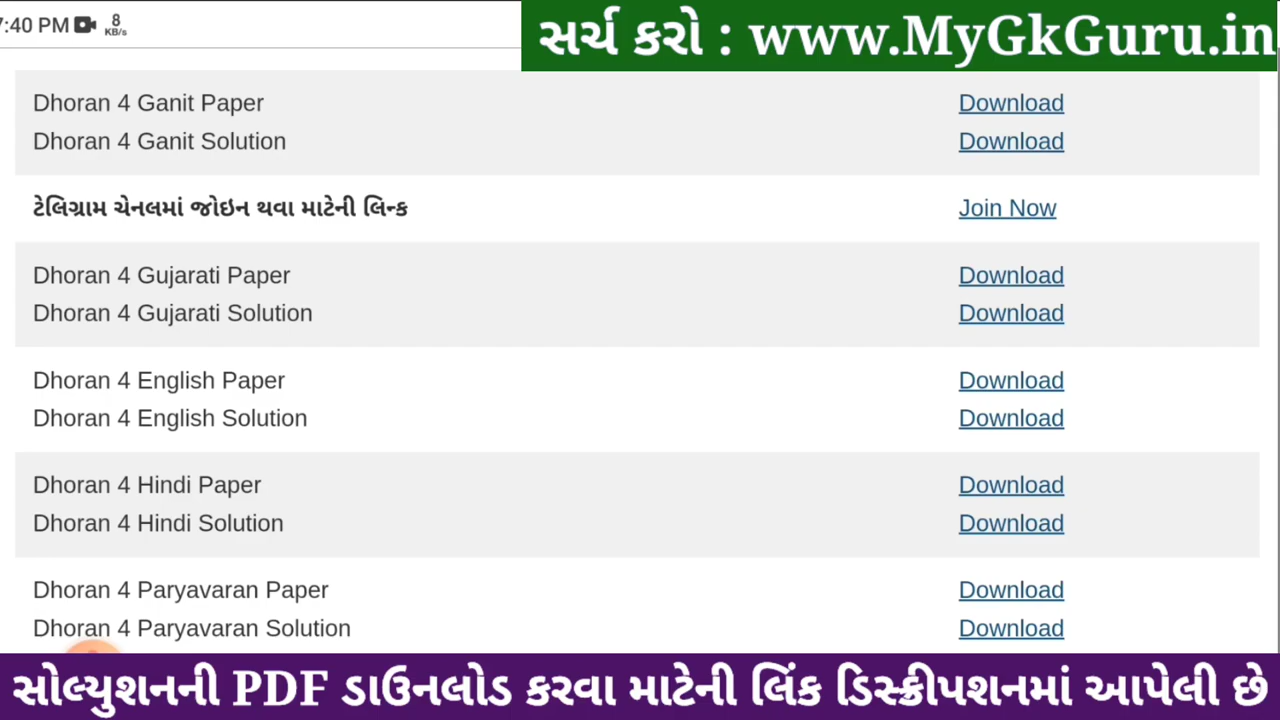 7:40 PM 8 KB/s
સર્ચ કરો : www.MyGkGuru.in
Dhoran 4 Ganit Paper Download
Dhoran 4 Ganit Solution Download
ટેલિગ્રામ ચેનલમાં જોઇન થવા માટેની લિન્ક Join Now
Dhoran 4 Gujarati Paper Download
Dhoran 4 Gujarati Solution Download
Dhoran 4 English Paper Download
Dhoran 4 English Solution Download
Dhoran 4 Hindi Paper Download
Dhoran 4 Hindi Solution Download
Dhoran 4 Paryavaran Paper Download
Dhoran 4 Paryavaran Solution Download
સોલ્યુશનની PDF ડાઉનલોડ કરવા માટેની લિંક ડિસ્ક્રીપશનમાં આપેલી છે